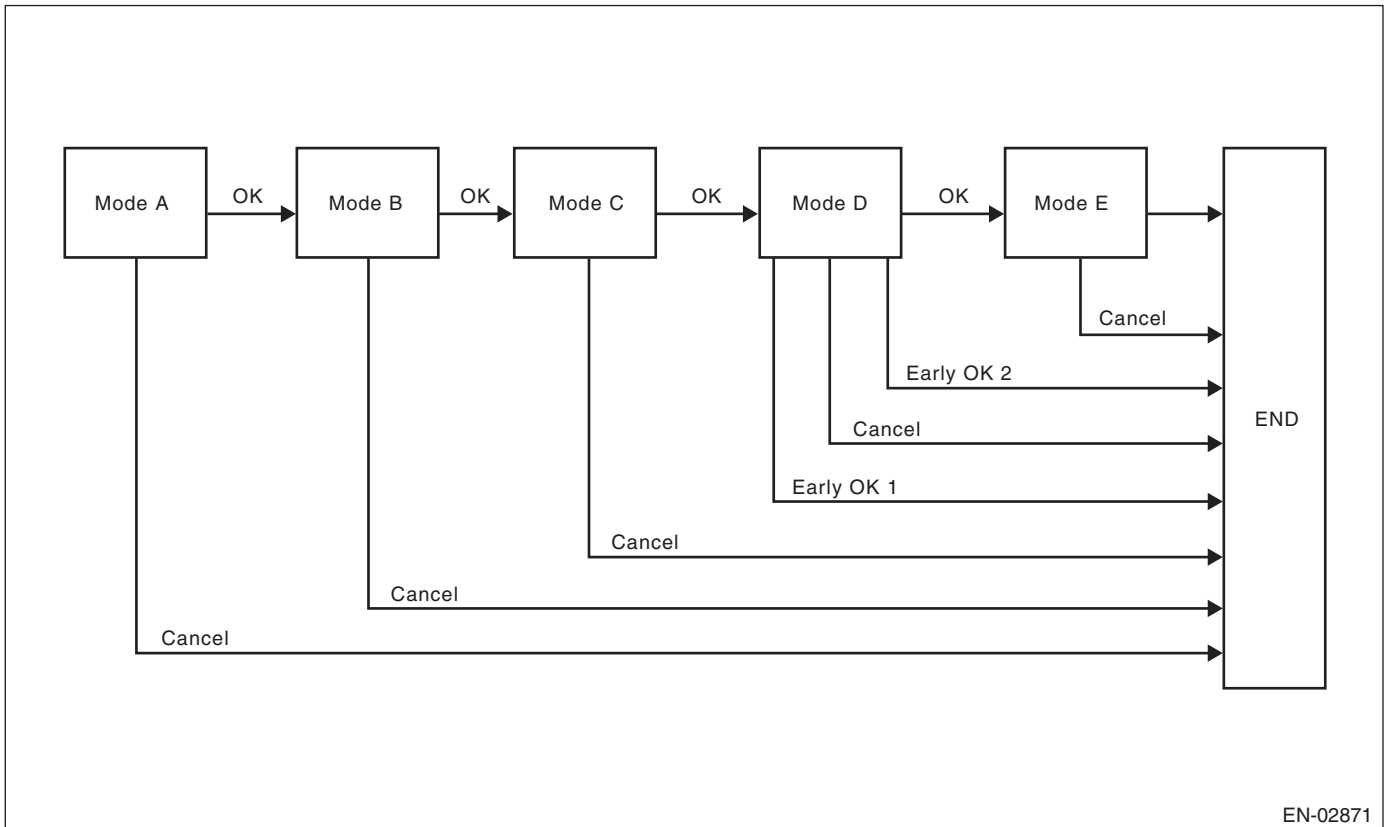 OK
OK
OK
OK
Mode A
Mode B
Mode C
Mode D
Mode E
Cancel
Early OK 2
END
Cancel
Early OK 1
Cancel
Cancel
Cancel
EN-02871